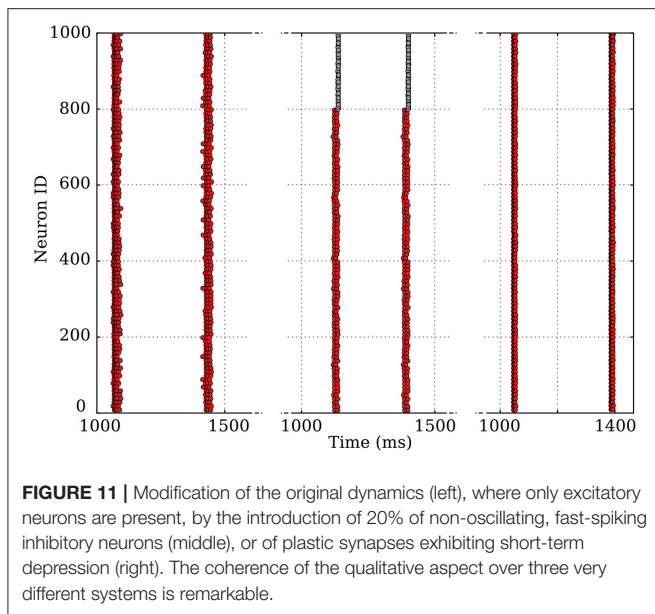 1000
800
600
400
200
0
Neuron ID
1000 1500 1000 1500 1000 1400
Time (ms)
FIGURE 11 | Modification of the original dynamics (left), where only excitatory
neurons are present, by the introduction of 20% of non-oscillating, fast-spiking
inhibitory neurons (middle), or of plastic synapses exhibiting short-term
depression (right). The coherence of the qualitative aspect over three very
different systems is remarkable.